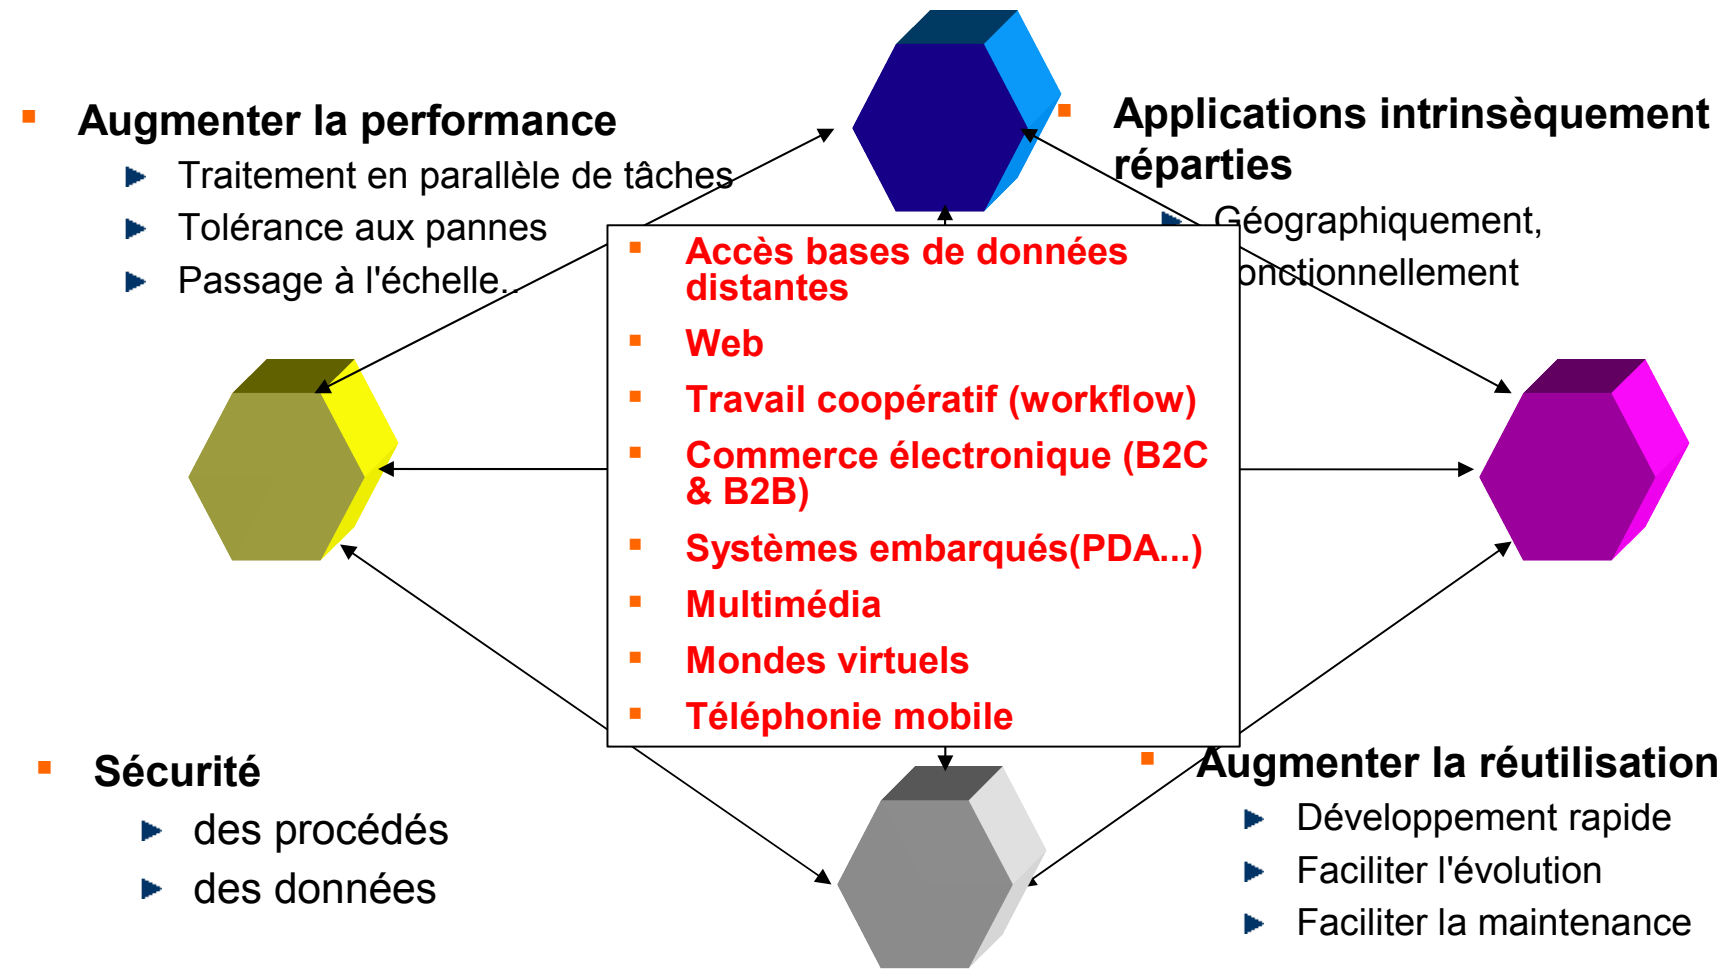 Augmenter la performance
Traitement en parallèle de tâches
Tolérance aux pannes
Passage à l'échelle..
Applications intrinsèquement
réparties
Géographiquement,
onctionnellement
Accès bases de données
distantes
Web
Travail coopératif (workflow)
Commerce électronique (B2C
& B2B)
Systèmes embarqués(PDA...)
Multimédia
Mondes virtuels
Téléphonie mobile
Sécurité
des procédés
des données
Augmenter la réutilisation
Développement rapide
Faciliter l'évolution
Faciliter la maintenance